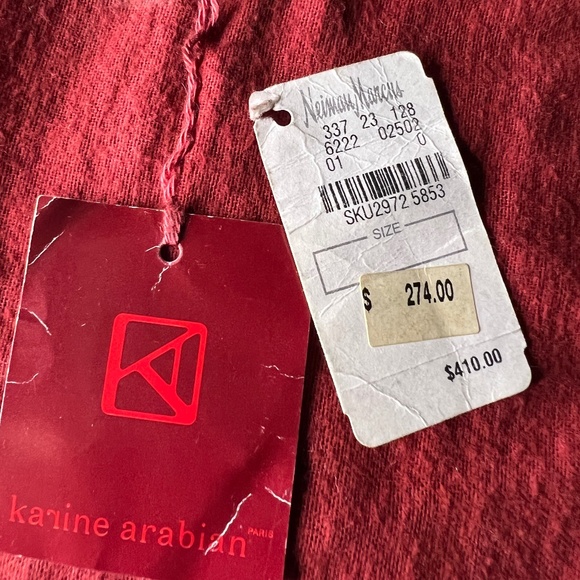 Neiman Marcus
337 23 128
6222 02502
01 0
SKU2972 5853
SIZE
$ 274.00
$410.00
karine arabian
PARIS